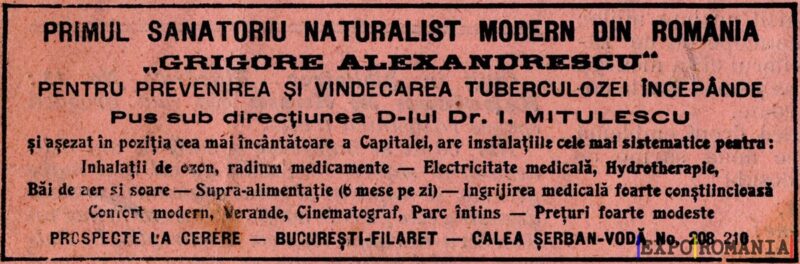 PRIMUL SANATORIU NATURALIST MODERN DIN ROMÂNIA
„GRIGORE ALEXANDRESCU“
PENTRU PREVENIREA ȘI VINDECAREA TUBERCULOZEI ÎNCEPÂNDE
Pus sub direcțiunea D-lui Dr. I. MITULESCU
și așezat în poziția cea mai încântătoare a Capitalei, are instalațiile cele mai sistematice pentru:
Inhalații de ozon, radium medicamente — Electricitate medicală, Hydrotherapie,
Băi de aer si soare — Supra-alimentație (6 mese pe zi) — Ingrijirea medicală foarte conștiincioasă
Confort modern, Verande, Cinematograf, Parc întins — Prețuri foarte modeste
PROSPECTE LA CERERE — BUCUREȘTI-FILARET — CALEA ȘERBAN-VODĂ No. 208-210
EXPO ROMANIA